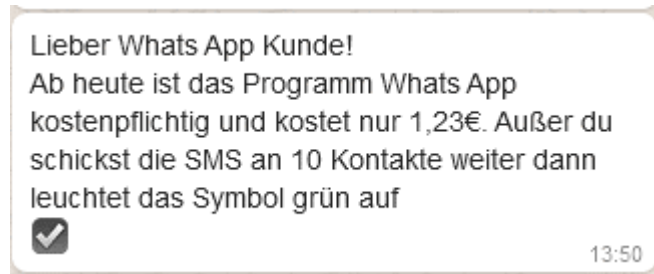 Lieber Whats App Kunde!
Ab heute ist das Programm Whats App
kostenpflichtig und kostet nur 1,23€. Außer du
schickst die SMS an 10 Kontakte weiter dann
leuchtet das Symbol grün auf
13:50